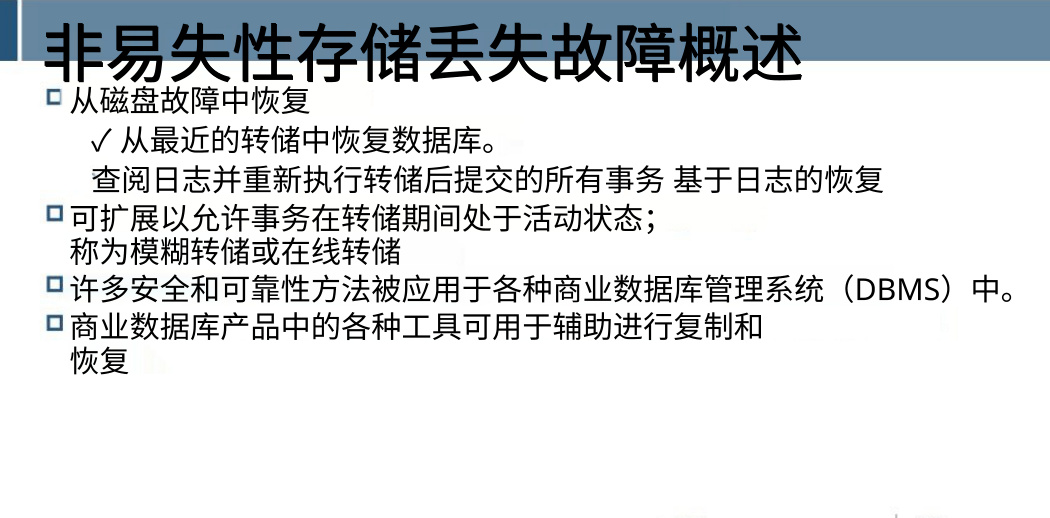 非易失性存储丢失故障概述
从磁盘故障中恢复
✓ 从最近的转储中恢复数据库。
查阅日志并重新执行转储后提交的所有事务 基于日志的恢复
可扩展以允许事务在转储期间处于活动状态；
称为模糊转储或在线转储
许多安全和可靠性方法被应用于各种商业数据库管理系统（DBMS）中。
商业数据库产品中的各种工具可用于辅助进行复制和
恢复